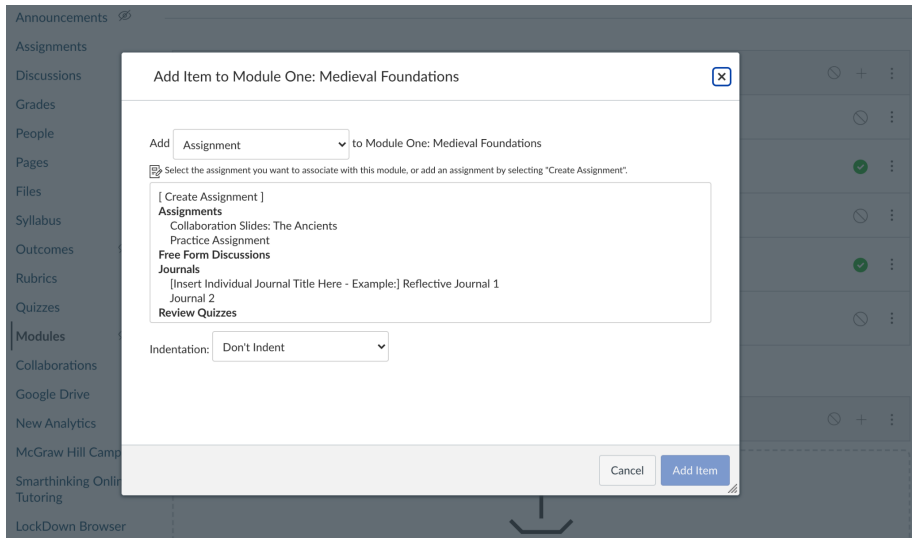 Announcements
Assignments
Discussions
Grades
People
Pages
Files
Syllabus
Outcomes
Rubrics
Quizzes
Modules
Collaborations
Google Drive
New Analytics
McGraw Hill Camp
Smarthinking Onlin
Tutoring
LockDown Browser
Add Item to Module One: Medieval Foundations
Add Assignment to Module One: Medieval Foundations
Select the assignment you want to associate with this module, or add an assignment by selecting "Create Assignment".
[ Create Assignment ]
Assignments
Collaboration Slides: The Ancients
Practice Assignment
Free Form Discussions
Journals
[Insert Individual Journal Title Here - Example:] Reflective Journal 1
Journal 2
Review Quizzes
Indentation: Don't Indent
Cancel Add Item